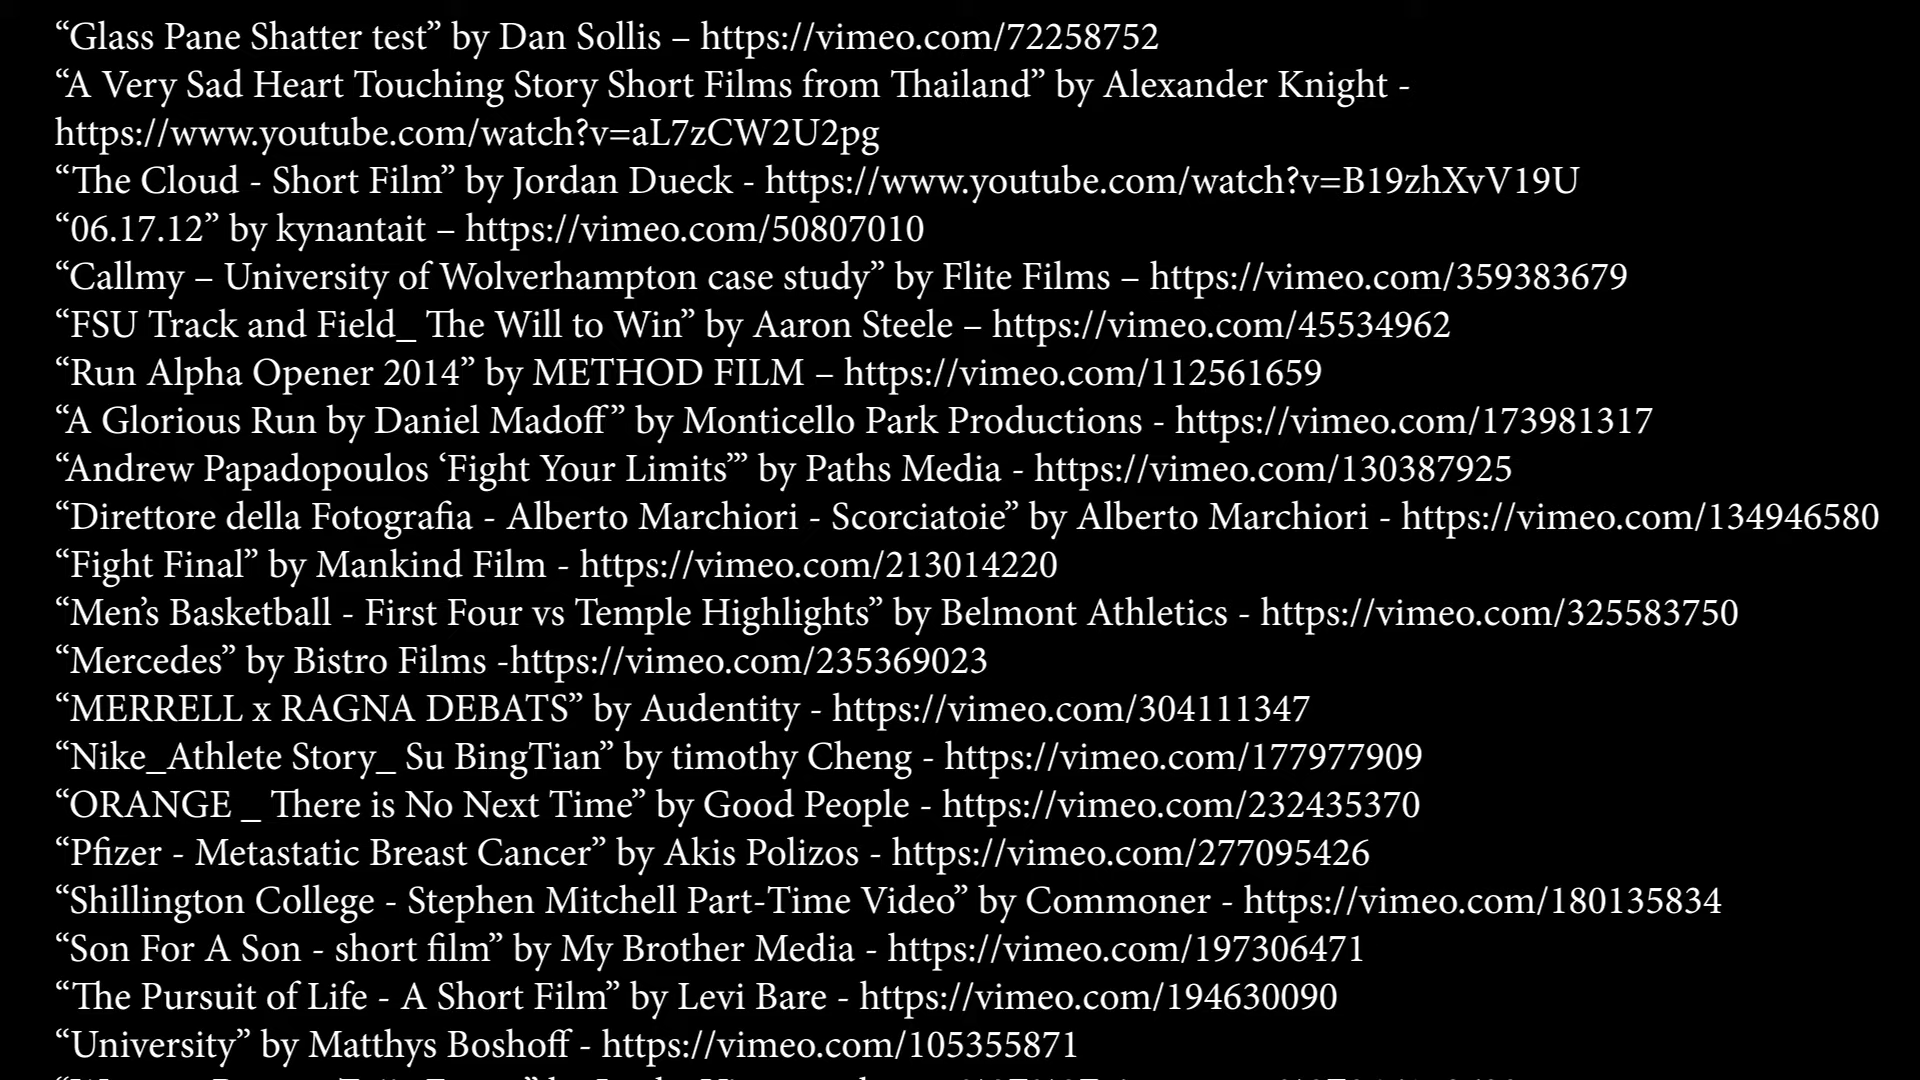 “Glass Pane Shatter test” by Dan Sollis – https://vimeo.com/72258752
“A Very Sad Heart Touching Story Short Films from Thailand” by Alexander Knight -
https://www.youtube.com/watch?v=aL7zCW2U2pg
“The Cloud - Short Film” by Jordan Dueck - https://www.youtube.com/watch?v=B19zhXvV19U
“06.17.12” by kynantait – https://vimeo.com/50807010
“Callmy – University of Wolverhampton case study” by Flite Films – https://vimeo.com/359383679
“FSU Track and Field_ The Will to Win” by Aaron Steele – https://vimeo.com/45534962
“Run Alpha Opener 2014” by METHOD FILM – https://vimeo.com/112561659
“A Glorious Run by Daniel Madoff” by Monticello Park Productions - https://vimeo.com/173981317
“Andrew Papadopoulos ‘Fight Your Limits’” by Paths Media - https://vimeo.com/130387925
“Direttore della Fotografia - Alberto Marchiori - Scorciatoie” by Alberto Marchiori - https://vimeo.com/134946580
“Fight Final” by Mankind Film - https://vimeo.com/213014220
“Men’s Basketball - First Four vs Temple Highlights” by Belmont Athletics - https://vimeo.com/325583750
“Mercedes” by Bistro Films -https://vimeo.com/235369023
“MERRELL x RAGNA DEBATS” by Audentity - https://vimeo.com/304111347
“Nike_Athlete Story_ Su BingTian” by timothy Cheng - https://vimeo.com/177977909
“ORANGE _ There is No Next Time” by Good People - https://vimeo.com/232435370
“Pfizer - Metastatic Breast Cancer” by Akis Polizos - https://vimeo.com/277095426
“Shillington College - Stephen Mitchell Part-Time Video” by Commoner - https://vimeo.com/180135834
“Son For A Son - short film” by My Brother Media - https://vimeo.com/197306471
“The Pursuit of Life - A Short Film” by Levi Bare - https://vimeo.com/194630090
“University” by Matthys Boshoff - https://vimeo.com/105355871